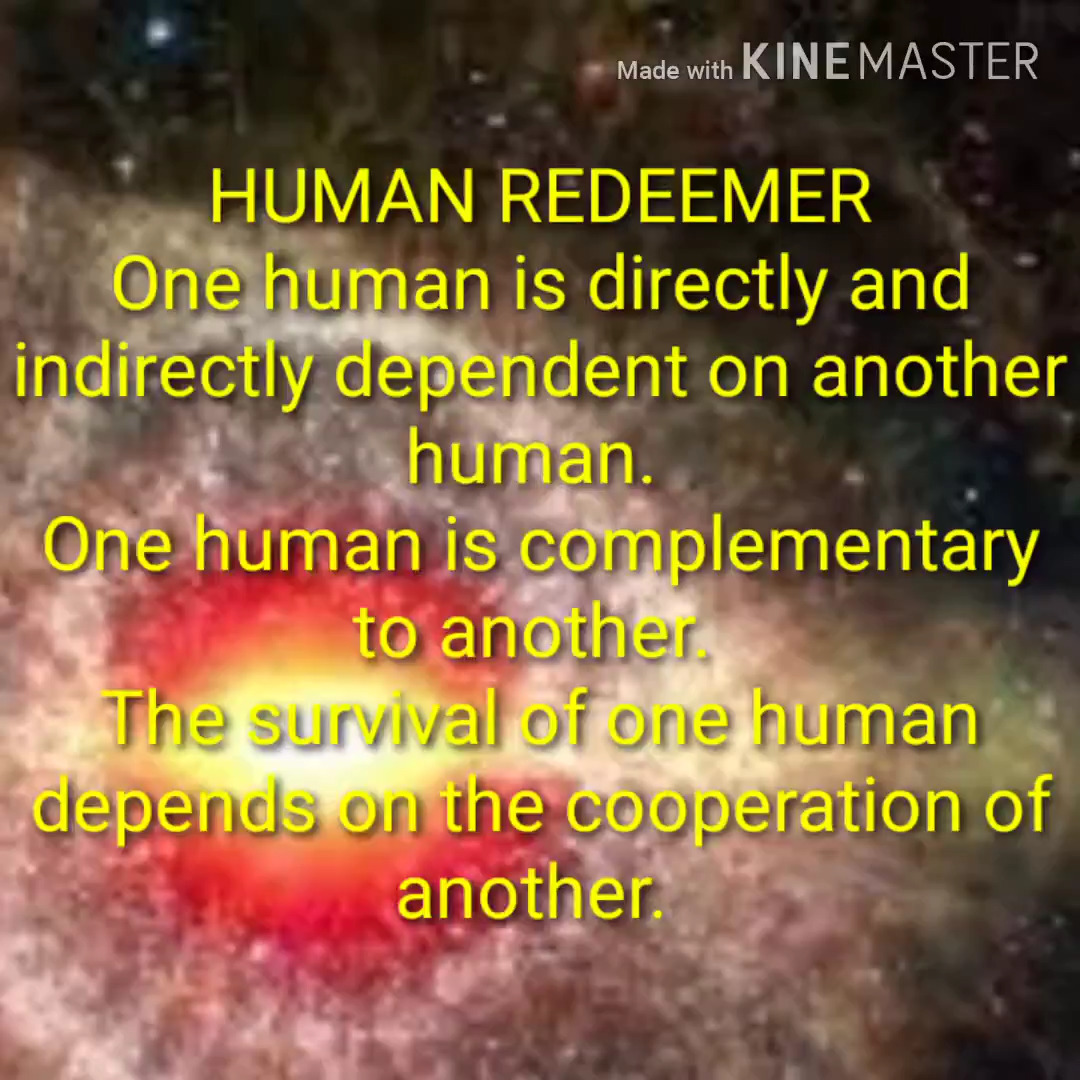 Made with KINEMASTER
HUMAN REDEEMER
One human is directly and
indirectly dependent on another
human.
One human is complementary
to another.
The survival of one human
depends on the cooperation of
another.